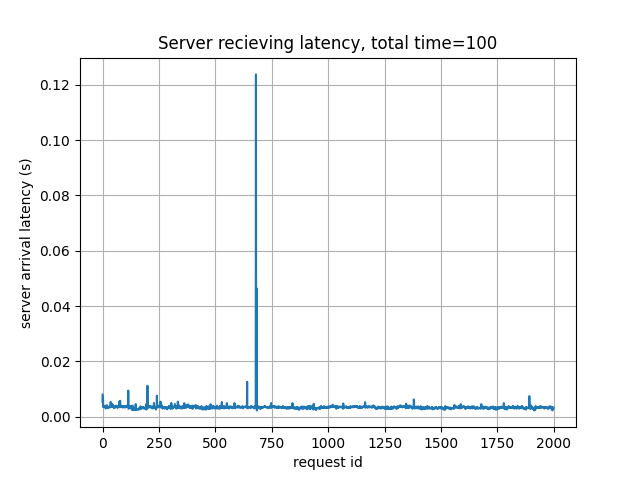 Server recieving latency, total time=100
0.12
0.10
0.08
0.06
0.04
0.02
0.00
server arrival latency (s)
0 250 500 750 1000 1250 1500 1750 2000
request id